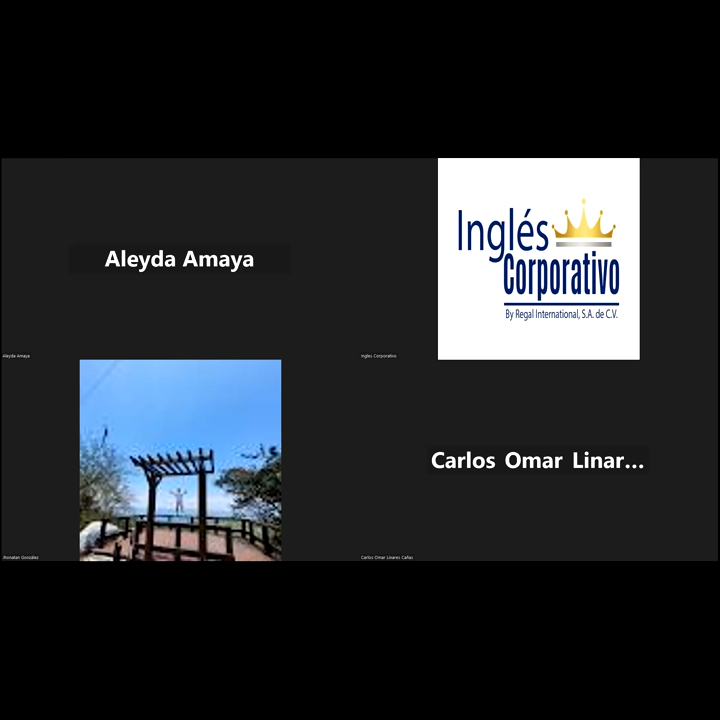 Aleyda Amaya
Aleyda Amaya
Inglés
Corporativo
By Regal International, S.A. de C.V.
Ingles Corporativo
Jhonatan González
Carlos Omar Linar...
Carlos Omar Linares Cañas